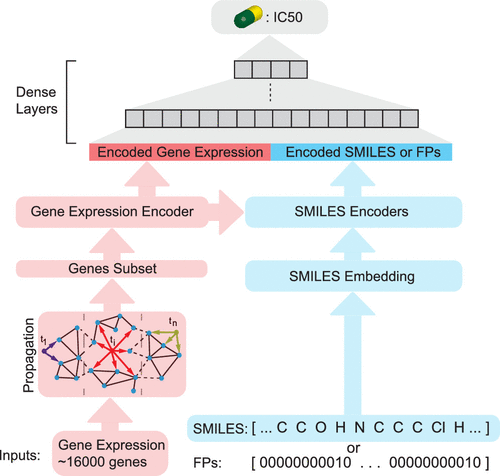 : IC50
Dense
Layers
Encoded Gene Expression
Encoded SMILES or FPs
Gene Expression Encoder
SMILES Encoders
Genes Subset
SMILES Embedding
Propagation
t1
ti
tn
SMILES: [ ... C C O H N C C C Cl H ... ]
or
FPs: [00000000010 . . . 00000000010]
Inputs:
Gene Expression
~16000 genes